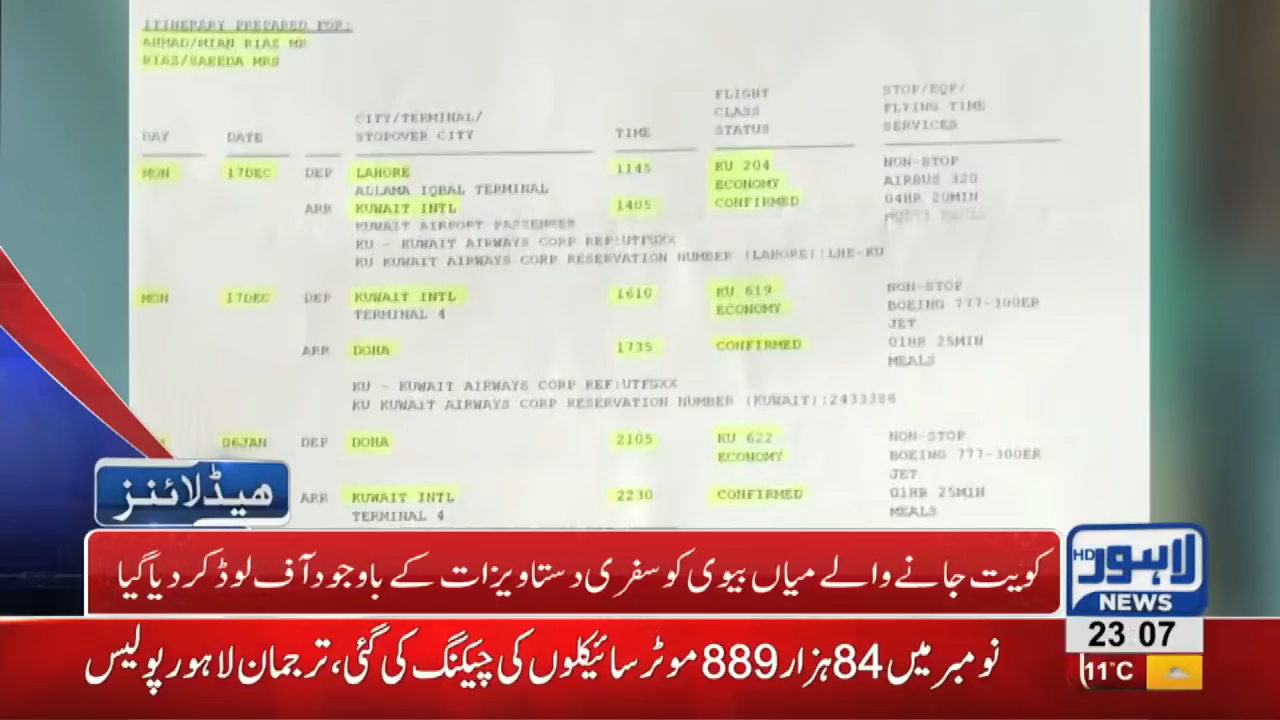 ITINERARY PREPARED FOR:
AHMAD/MIAN RIAZ MR
RIAZ/SAEEDA MRS
DAY DATE CITY/TERMINAL/ STOPOVER CITY TIME FLIGHT CLASS STATUS STOP/EQP/ FLYING TIME SERVICES
MON 17DEC DEP LAHORE 1145 KU 204 NON-STOP
ALLAMA IQBAL TERMINAL ECONOMY AIRBUS 320
ARR KUWAIT INTL 1405 CONFIRMED 04HR 20MIN
KUWAIT AIRPORT PASSENGER MEALS
KU - KUWAIT AIRWAYS CORP REF:UTFUXX
KU KUWAIT AIRWAYS CORP RESERVATION NUMBER (LAHORE):LHE-KU
MON 17DEC DEP KUWAIT INTL 1610 KU 619 NON-STOP
TERMINAL 4 ECONOMY BOEING 777-300ER
JET
ARR DOHA 1735 CONFIRMED 01HR 25MIN
MEALS
KU - KUWAIT AIRWAYS CORP REF:UTFUXX
KU KUWAIT AIRWAYS CORP RESERVATION NUMBER (KUWAIT):2433388
06JAN DEP DOHA 2105 KU 622 NON-STOP
ECONOMY BOEING 777-300ER
JET
ARR KUWAIT INTL 2230 CONFIRMED 01HR 25MIN
TERMINAL 4 MEALS
ہیڈلائنز
کویت جانے والے میاں بیوی کو سفری دستاویزات کے باوجود آف لوڈ کر دیا گیا
HD لاہور
NEWS
23 07
11°C
نومبر میں 84 ہزار 889 موٹرسائیکلوں کی چیکنگ کی گئی، ترجمان لاہور پولیس